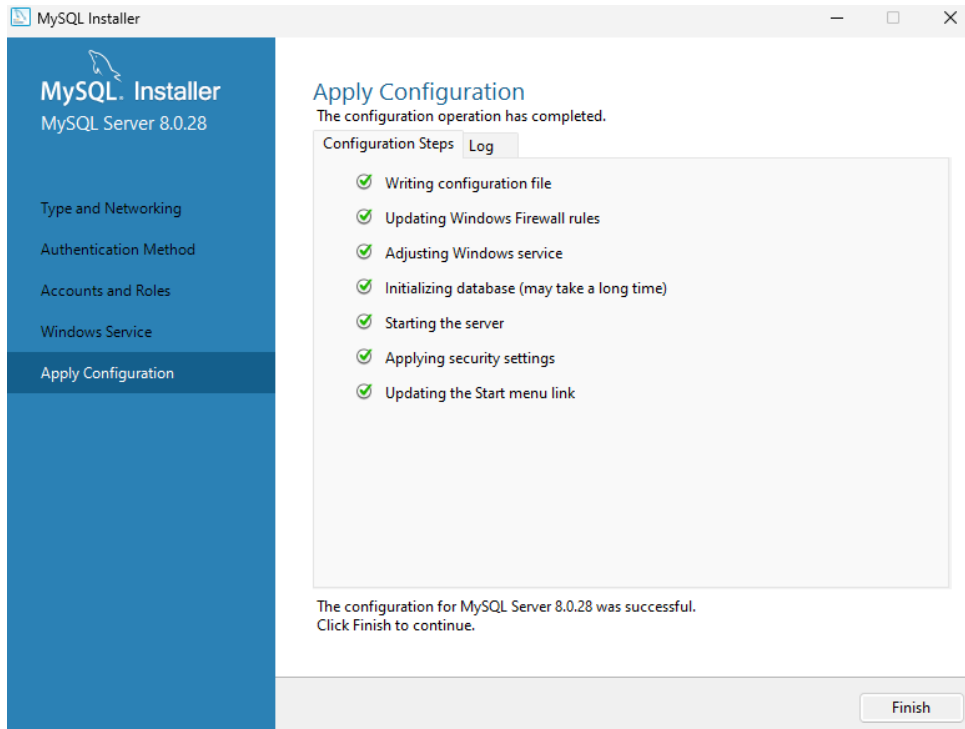 MySQL Installer
MySQL. Installer
MySQL Server 8.0.28
Type and Networking
Authentication Method
Accounts and Roles
Windows Service
Apply Configuration
Apply Configuration
The configuration operation has completed.
Configuration Steps Log
Writing configuration file
Updating Windows Firewall rules
Adjusting Windows service
Initializing database (may take a long time)
Starting the server
Applying security settings
Updating the Start menu link
The configuration for MySQL Server 8.0.28 was successful.
Click Finish to continue.
Finish